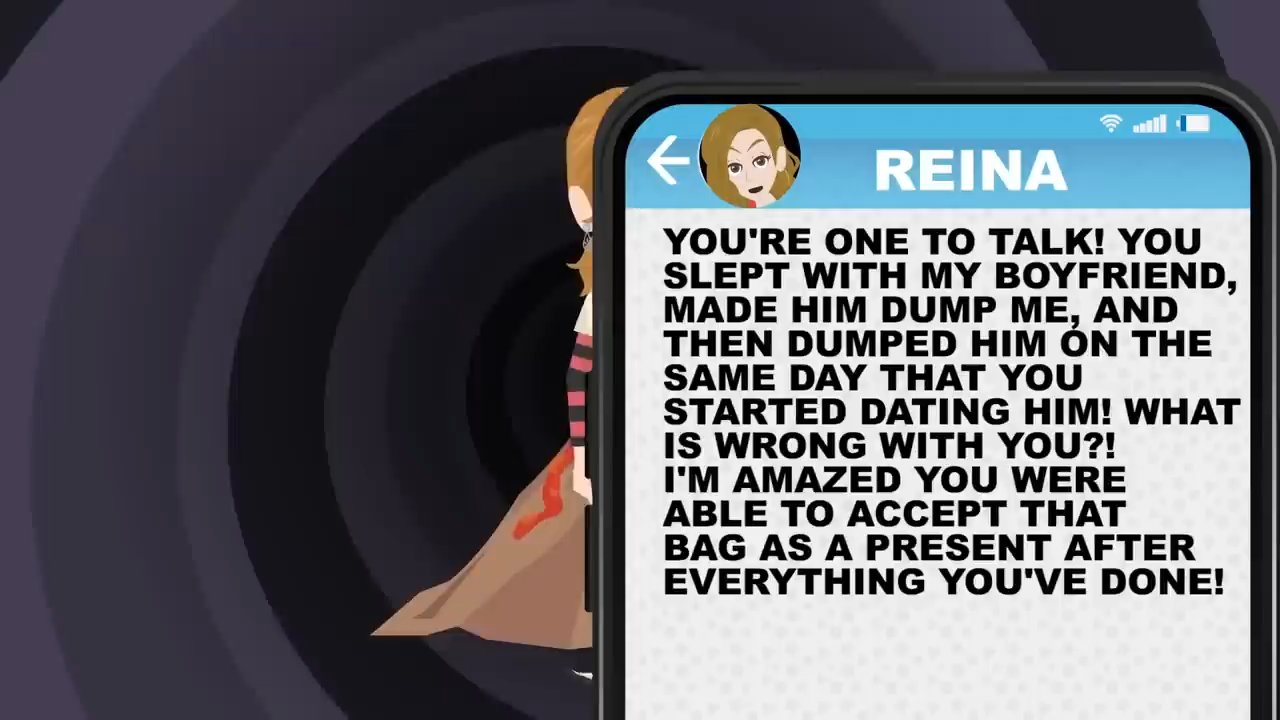 REINA
YOU'RE ONE TO TALK! YOU
SLEPT WITH MY BOYFRIEND,
MADE HIM DUMP ME, AND
THEN DUMPED HIM ON THE
SAME DAY THAT YOU
STARTED DATING HIM! WHAT
IS WRONG WITH YOU?!
I'M AMAZED YOU WERE
ABLE TO ACCEPT THAT
BAG AS A PRESENT AFTER
EVERYTHING YOU'VE DONE!